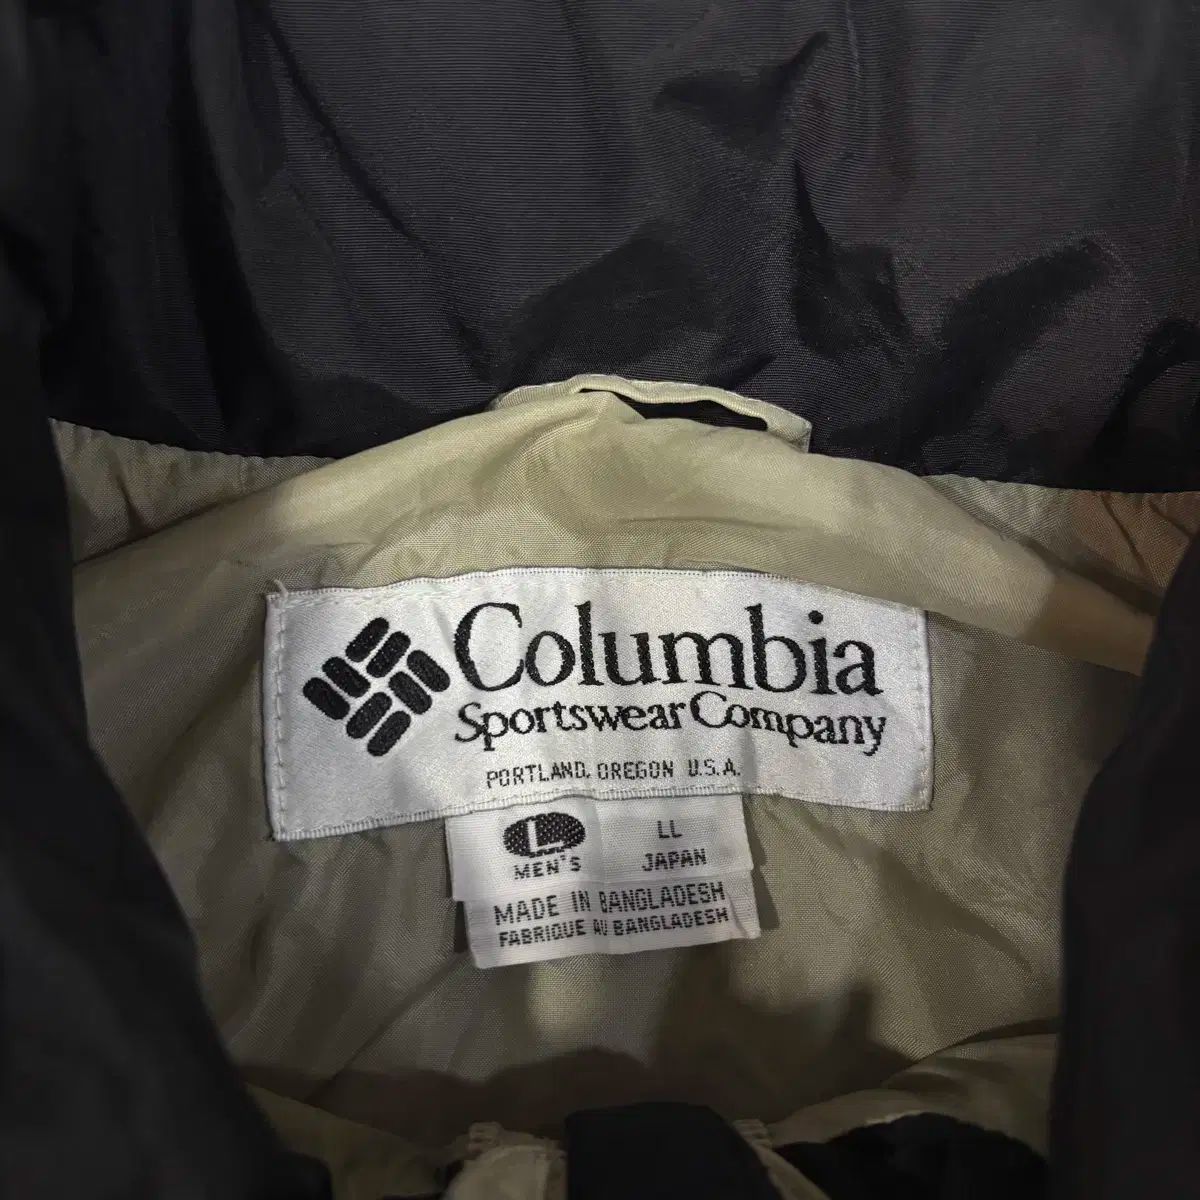 Columbia
Sportswear Company
PORTLAND, OREGON U.S.A.
L LL
MEN'S JAPAN
MADE IN BANGLADESH
FABRIQUE AU BANGLADESH